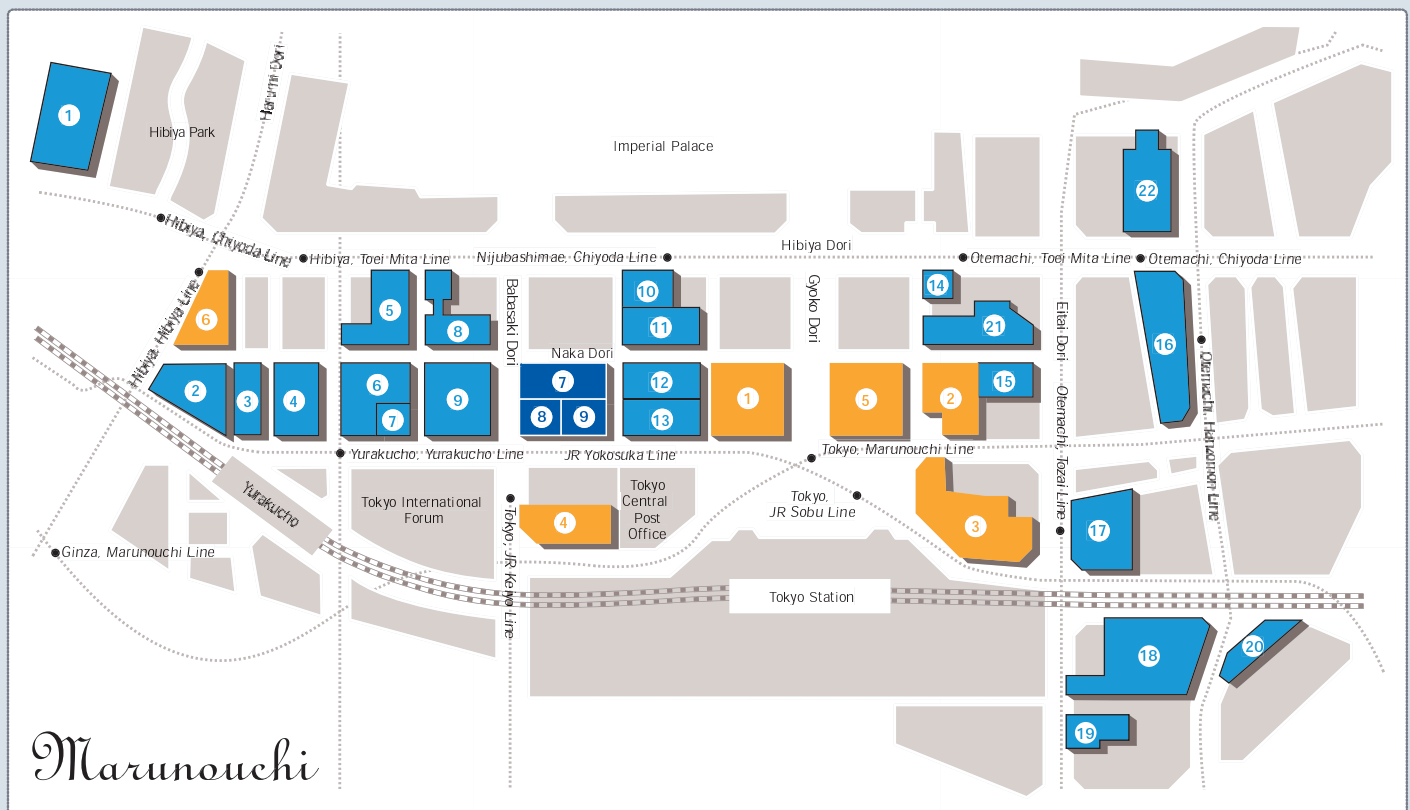 Harumi Dori
1
Hibiya Park
Imperial Palace
22
Hibiya, Chiyoda Line
Hibiya Dori
Hibiya, Toei Mita Line
Nijubashimae, Chiyoda Line
Otemachi, Toei Mita Line
Otemachi, Chiyoda Line
Hibiya, Hibiya Line
6
5
8
Babasaki Dori
10
11
Gyoko Dori
14
21
Eitai Dori
16
Naka Dori
2
3
4
6
7
9
7
8
9
12
13
1
5
2
15
Otemachi, Tozai Line
Otemachi, Hanzomon Line
Yurakucho, Yurakucho Line
JR Yokosuka Line
Tokyo, Marunouchi Line
Yurakucho
Tokyo International
Forum
Tokyo, JR Keiyo Line
4
Tokyo
Central
Post
Office
Tokyo,
JR Sobu Line
3
17
Ginza, Marunouchi Line
Tokyo Station
18
20
19
Marunouchi